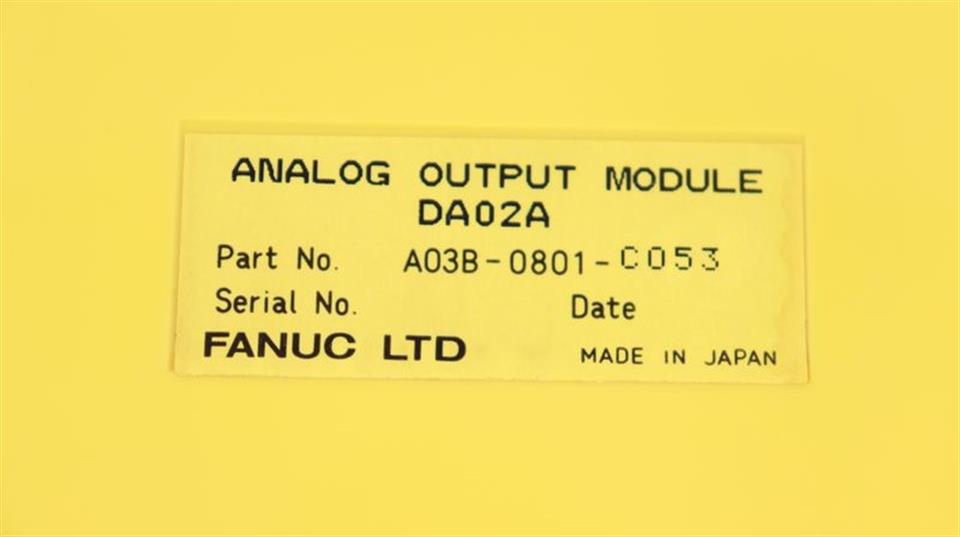 ANALOG OUTPUT MODULE
DA02A
Part No. A03B-0801-C053
Serial No. Date
FANUC LTD MADE IN JAPAN